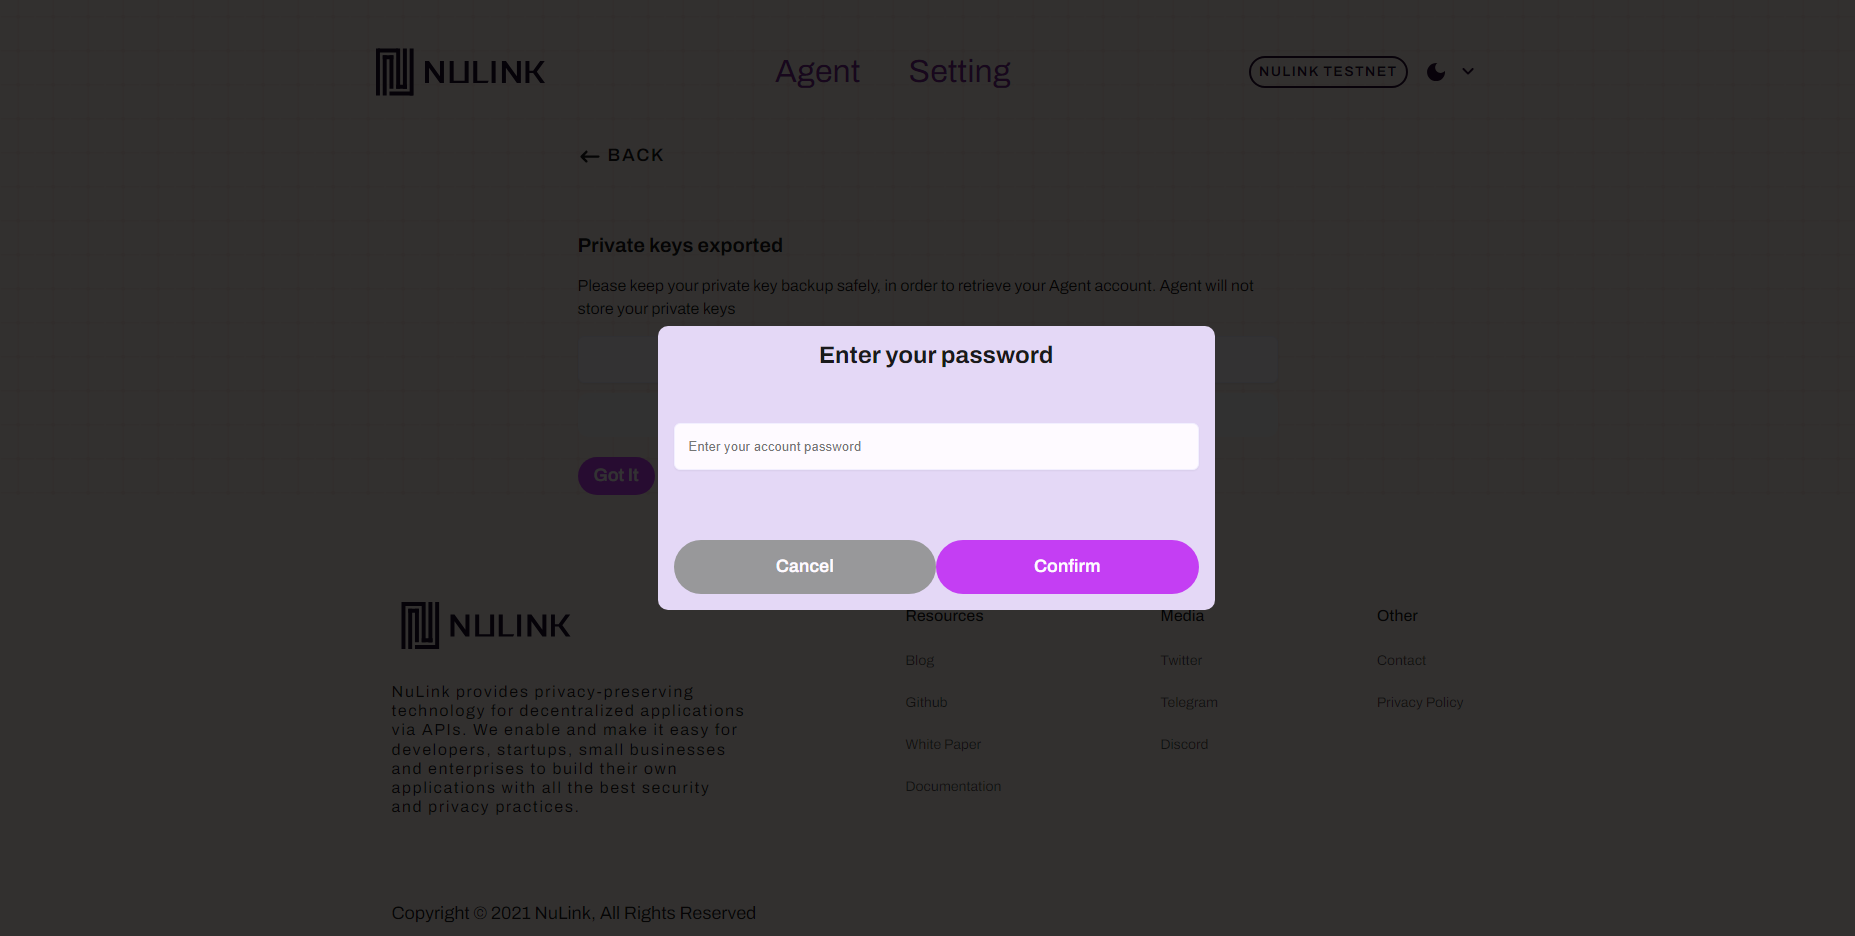 NULINK
Agent
Setting
NULINK TESTNET
BACK
Private keys exported
Please keep your private key backup safely, in order to retrieve your Agent account. Agent will not
store your private keys
Enter your password
Enter your account password
Got It
Cancel
Confirm
NULINK
NuLink provides privacy-preserving
technology for decentralized applications
via APIs. We enable and make it easy for
developers, startups, small businesses
and enterprises to build their own
applications with all the best security
and privacy practices.
Resources
Blog
Github
White Paper
Documentation
Media
Twitter
Telegram
Discord
Other
Contact
Privacy Policy
Copyright © 2021 NuLink, All Rights Reserved